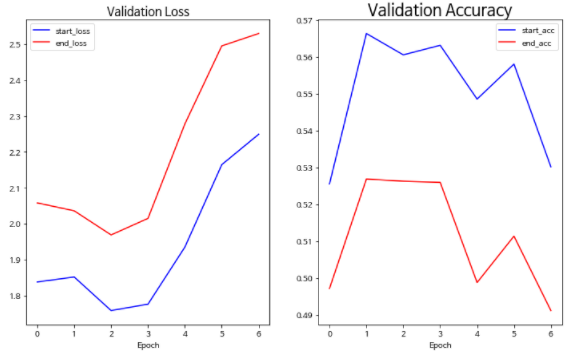 Validation Loss
start_loss
end_loss
2.5
2.4
2.3
2.2
2.1
2.0
1.9
1.8
0 1 2 3 4 5 6
Epoch
Validation Accuracy
start_acc
end_acc
0.57
0.56
0.55
0.54
0.53
0.52
0.51
0.50
0.49
0 1 2 3 4 5 6
Epoch